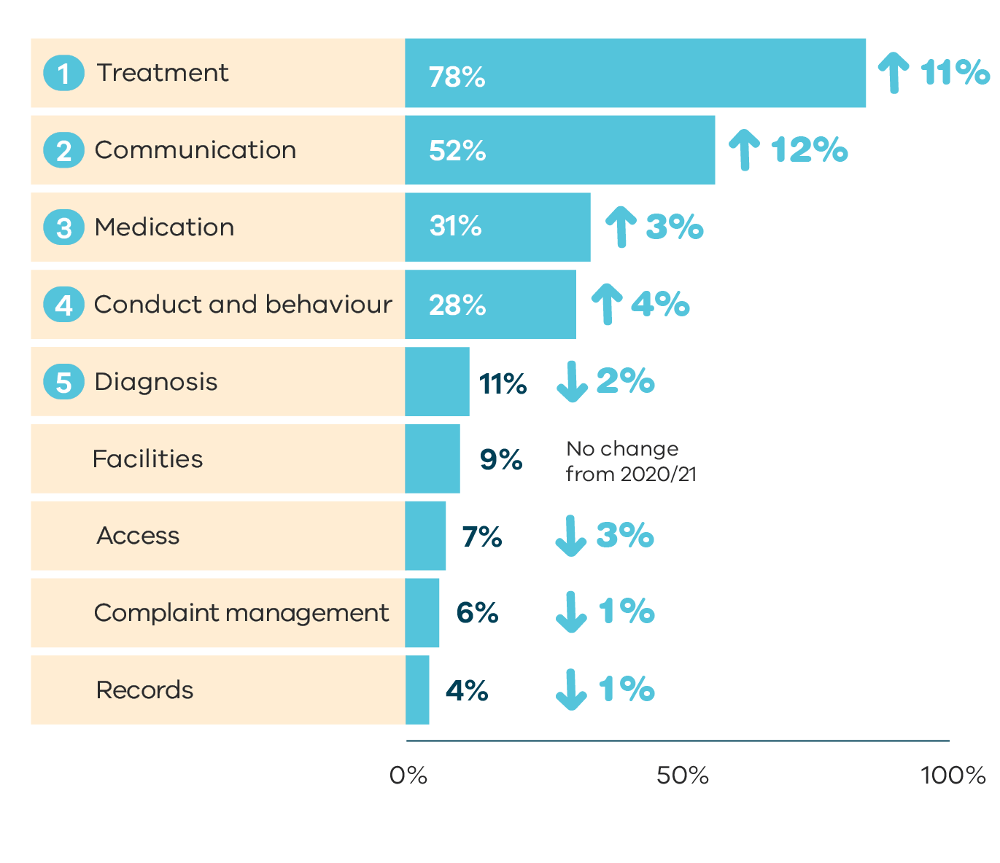 1 Treatment 78% ↑ 11%
2 Communication 52% ↑ 12%
3 Medication 31% ↑ 3%
4 Conduct and behaviour 28% ↑ 4%
5 Diagnosis 11% ↓ 2%
Facilities 9% No change
from 2020/21
Access 7% ↓ 3%
Complaint management 6% ↓ 1%
Records 4% ↓ 1%
0% 50% 100%